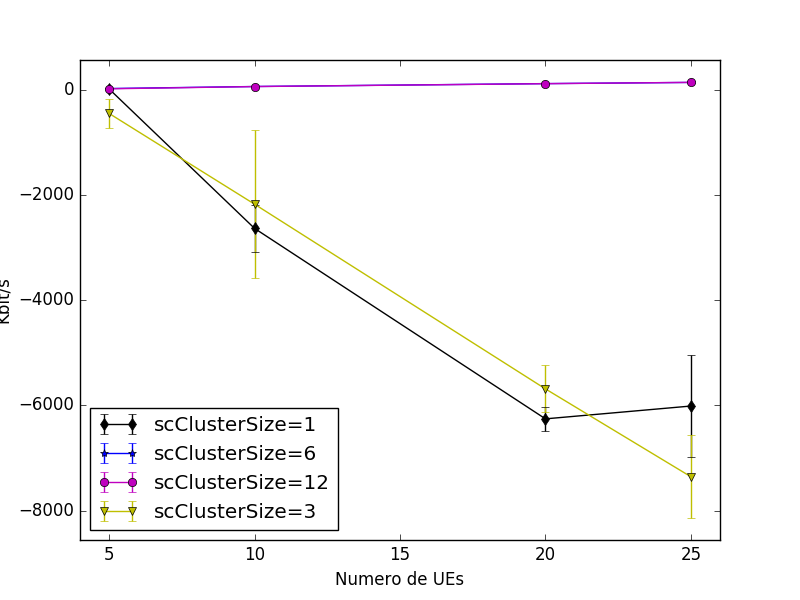 0
−2000
−4000
−6000
−8000
Kbit/s
scClusterSize=1
scClusterSize=6
scClusterSize=12
scClusterSize=3
5 10 15 20 25
Numero de UEs